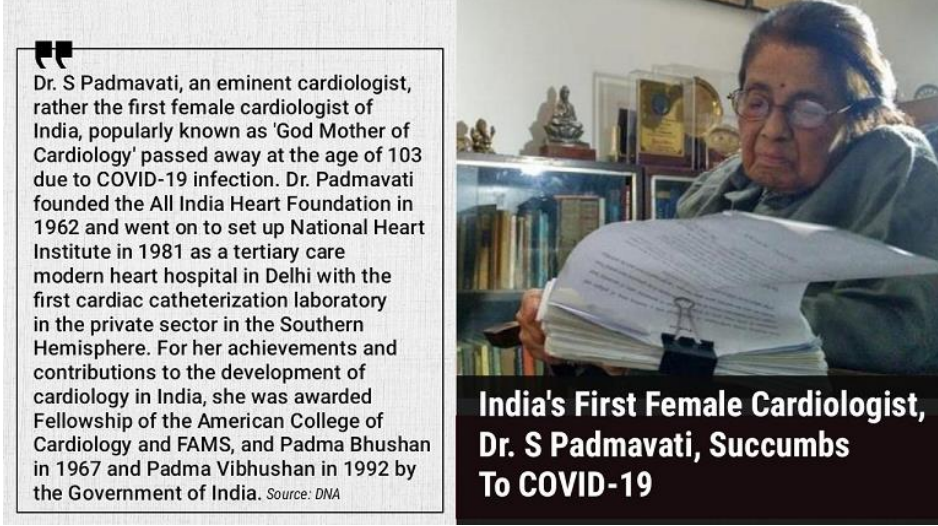 Dr. S Padmavati, an eminent cardiologist,
rather the first female cardiologist of
India, popularly known as 'God Mother of
Cardiology' passed away at the age of 103
due to COVID-19 infection. Dr. Padmavati
founded the All India Heart Foundation in
1962 and went on to set up National Heart
Institute in 1981 as a tertiary care
modern heart hospital in Delhi with the
first cardiac catheterization laboratory
in the private sector in the Southern
Hemisphere. For her achievements and
contributions to the development of
cardiology in India, she was awarded
Fellowship of the American College of
Cardiology and FAMS, and Padma Bhushan
in 1967 and Padma Vibhushan in 1992 by
the Government of India. Source: DNA
India's First Female Cardiologist,
Dr. S Padmavati, Succumbs
To COVID-19